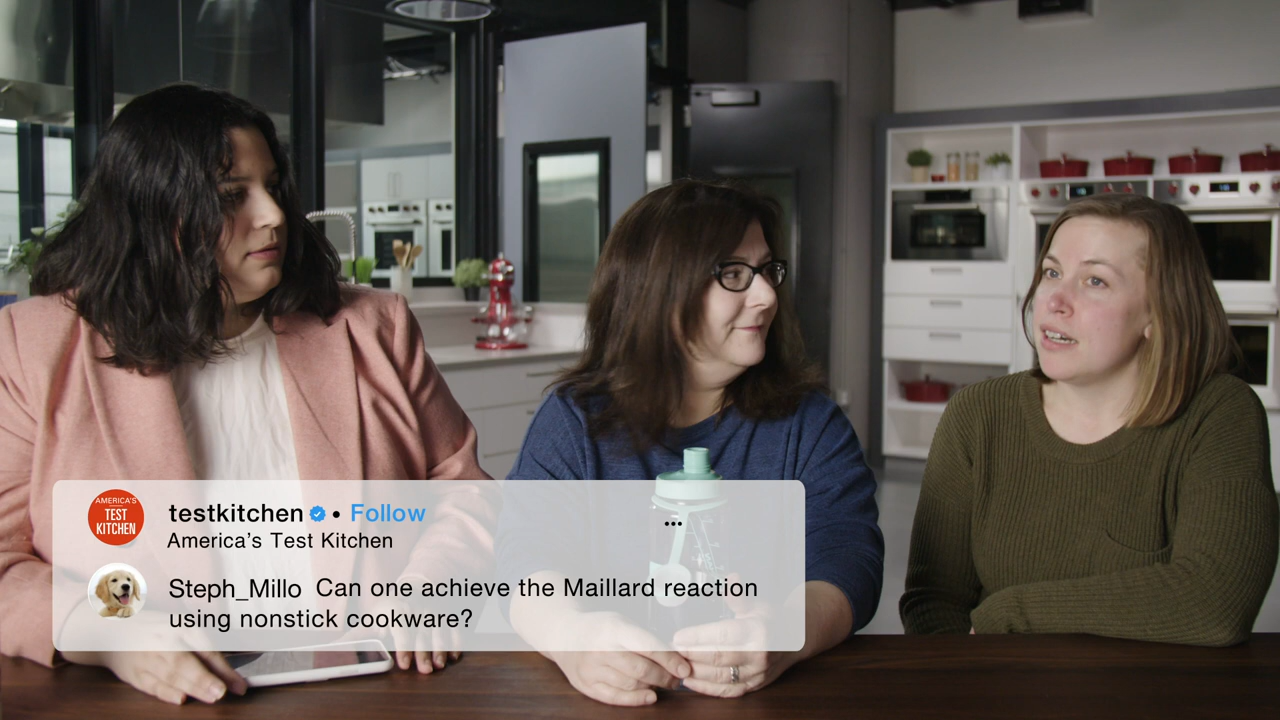 AMERICA'S
TEST
KITCHEN
testkitchen • Follow
...
America's Test Kitchen
Steph_Millo Can one achieve the Maillard reaction
using nonstick cookware?